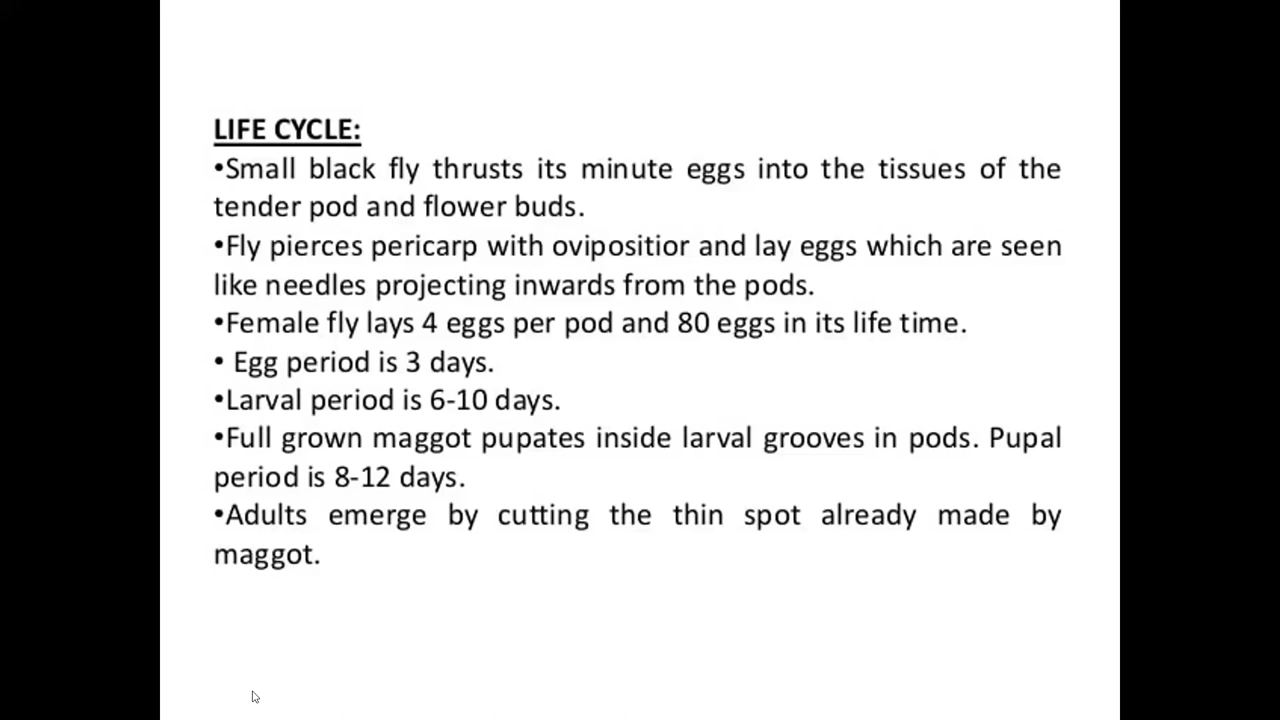 LIFE CYCLE:
•Small black fly thrusts its minute eggs into the tissues of the
tender pod and flower buds.
•Fly pierces pericarp with ovipositior and lay eggs which are seen
like needles projecting inwards from the pods.
•Female fly lays 4 eggs per pod and 80 eggs in its life time.
• Egg period is 3 days.
•Larval period is 6-10 days.
•Full grown maggot pupates inside larval grooves in pods. Pupal
period is 8-12 days.
•Adults emerge by cutting the thin spot already made by
maggot.